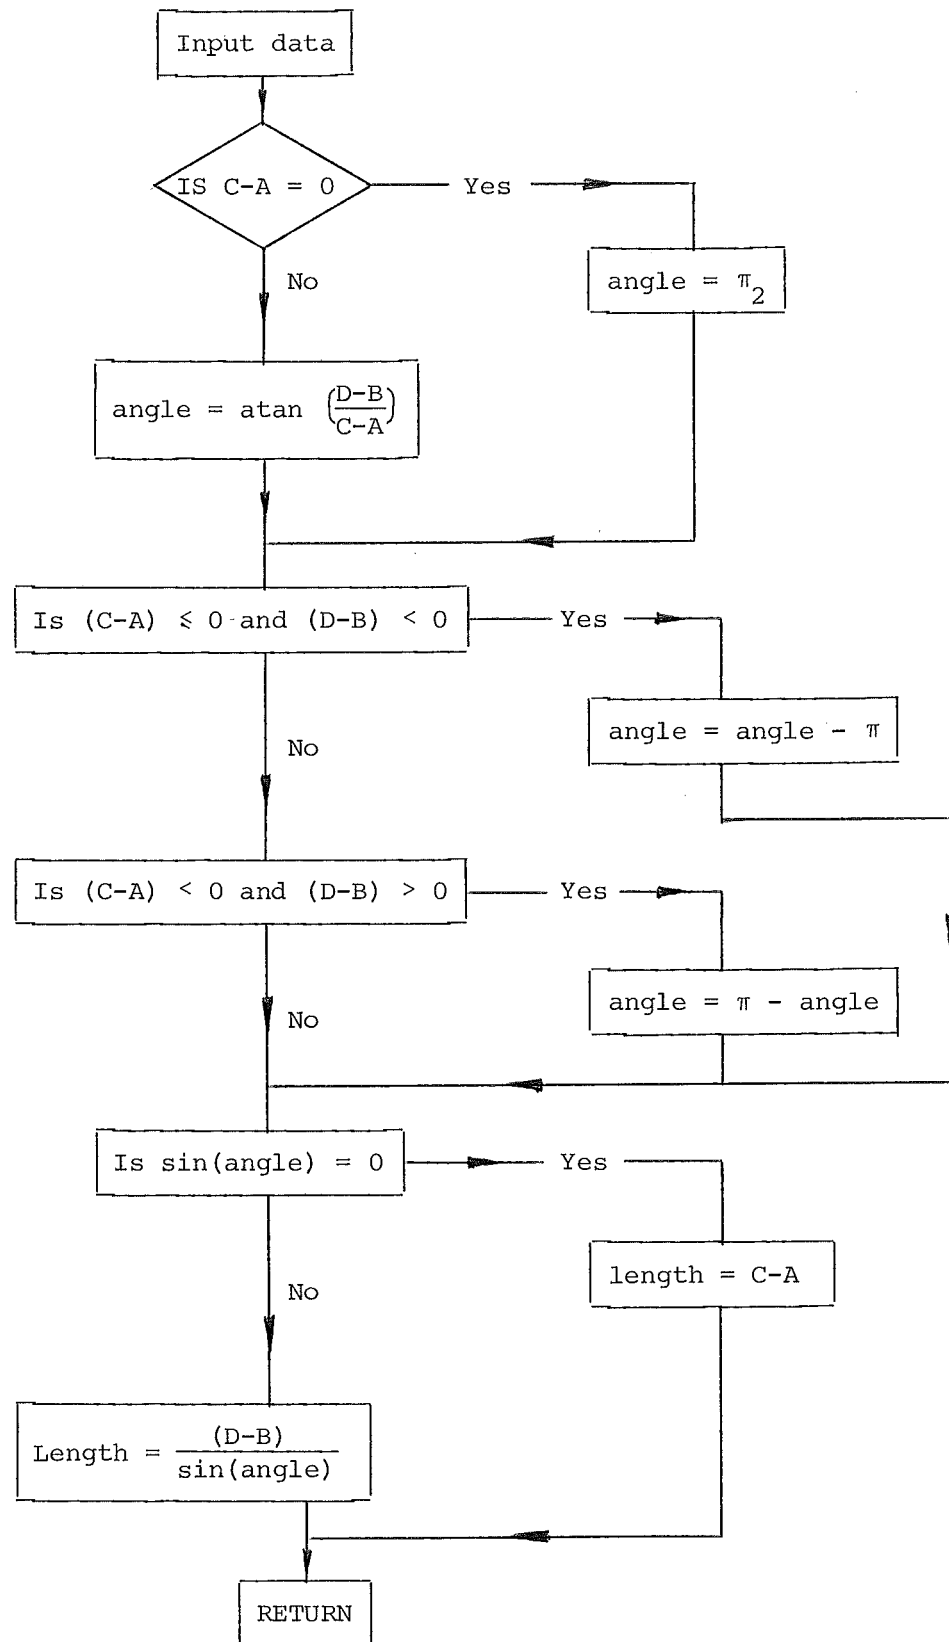 Input data
IS C-A = 0
Yes
No
angle = π2
angle = atan (D-B/C-A)
Is (C-A) ⩽ 0 and (D-B) < 0
Yes
No
angle = angle - π
Is (C-A) < 0 and (D-B) > 0
Yes
No
angle = π - angle
Is sin(angle) = 0
Yes
No
length = C-A
Length = (D-B)/sin(angle)
RETURN